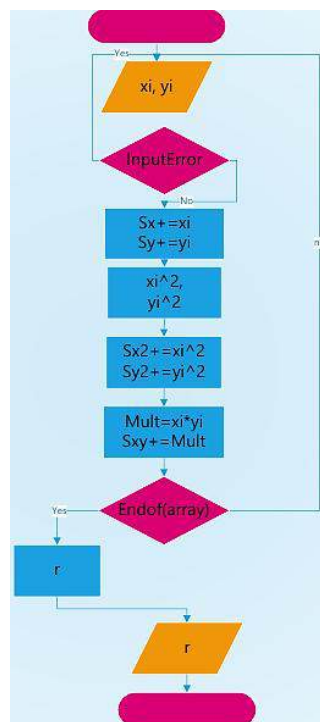 Yes
xi, yi
InputError
No
Sx+=xi
Sy+=yi
n
xi^2,
yi^2
Sx2+=xi^2
Sy2+=yi^2
Mult=xi*yi
Sxy+=Mult
Endof(array)
Yes
r
r